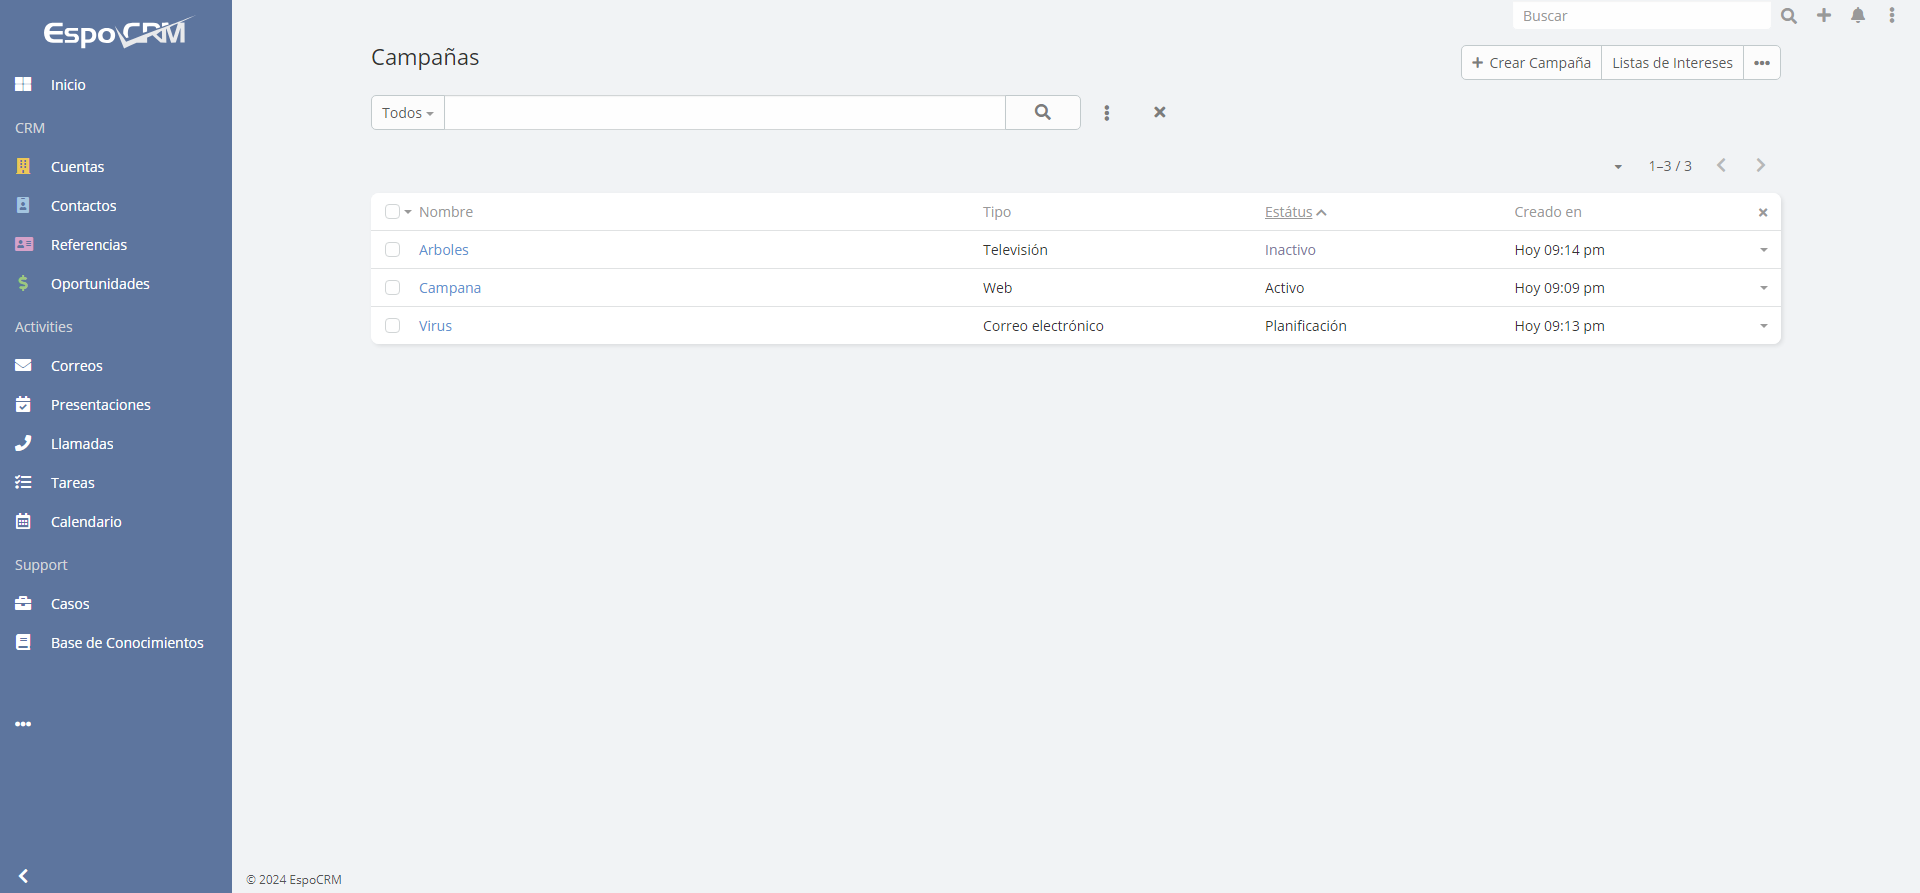 EspoCRM
Buscar
Inicio
CRM
Cuentas
Contactos
Referencias
Oportunidades
Activities
Correos
Presentaciones
Llamadas
Tareas
Calendario
Support
Casos
Base de Conocimientos
Campañas
Crear Campaña
Listas de Intereses
Todos
1–3 / 3
Nombre Tipo Estátus Creado en
Arboles Televisión Inactivo Hoy 09:14 pm
Campana Web Activo Hoy 09:09 pm
Virus Correo electrónico Planificación Hoy 09:13 pm
© 2024 EspoCRM